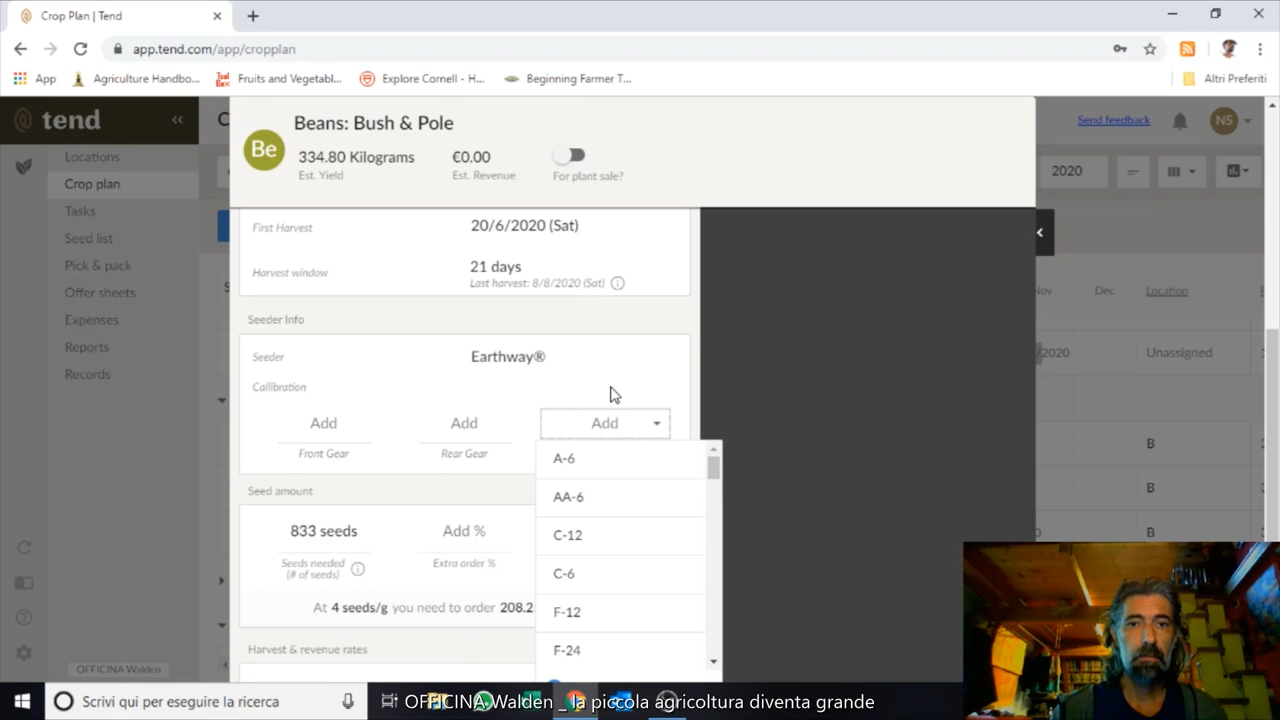 Crop Plan | Tend
app.tend.com/app/cropplan
App
Agriculture Handbo...
Fruits and Vegetabl...
Explore Cornell - H...
Beginning Farmer T...
Altri Preferiti
tend
Locations
Crop plan
Tasks
Seed list
Pick & pack
Offer sheets
Expenses
Reports
Records
OFFICINA Walden
Be
Beans: Bush & Pole
334.80 Kilograms
Est. Yield
€0.00
Est. Revenue
For plant sale?
First Harvest
20/6/2020 (Sat)
Harvest window
21 days
Last harvest: 8/8/2020 (Sat)
Seeder Info
Seeder
Earthway®
Callibration
Add
Front Gear
Add
Rear Gear
Add
A-6
AA-6
C-12
C-6
F-12
F-24
Seed amount
833 seeds
Seeds needed
(# of seeds)
Add %
Extra order %
At 4 seeds/g you need to order 208.2
Harvest & revenue rates
Send feedback
NS
2020
Nov
Dec
Location
/2020
Unassigned
B
B
B
Scrivi qui per eseguire la ricerca
OFFICINA Walden _ la piccola agricoltura diventa grande